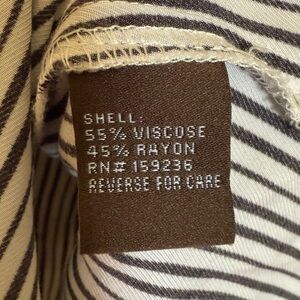 SHELL:
55% VISCOSE
45% RAYON
RN# 159236
REVERSE FOR CARE